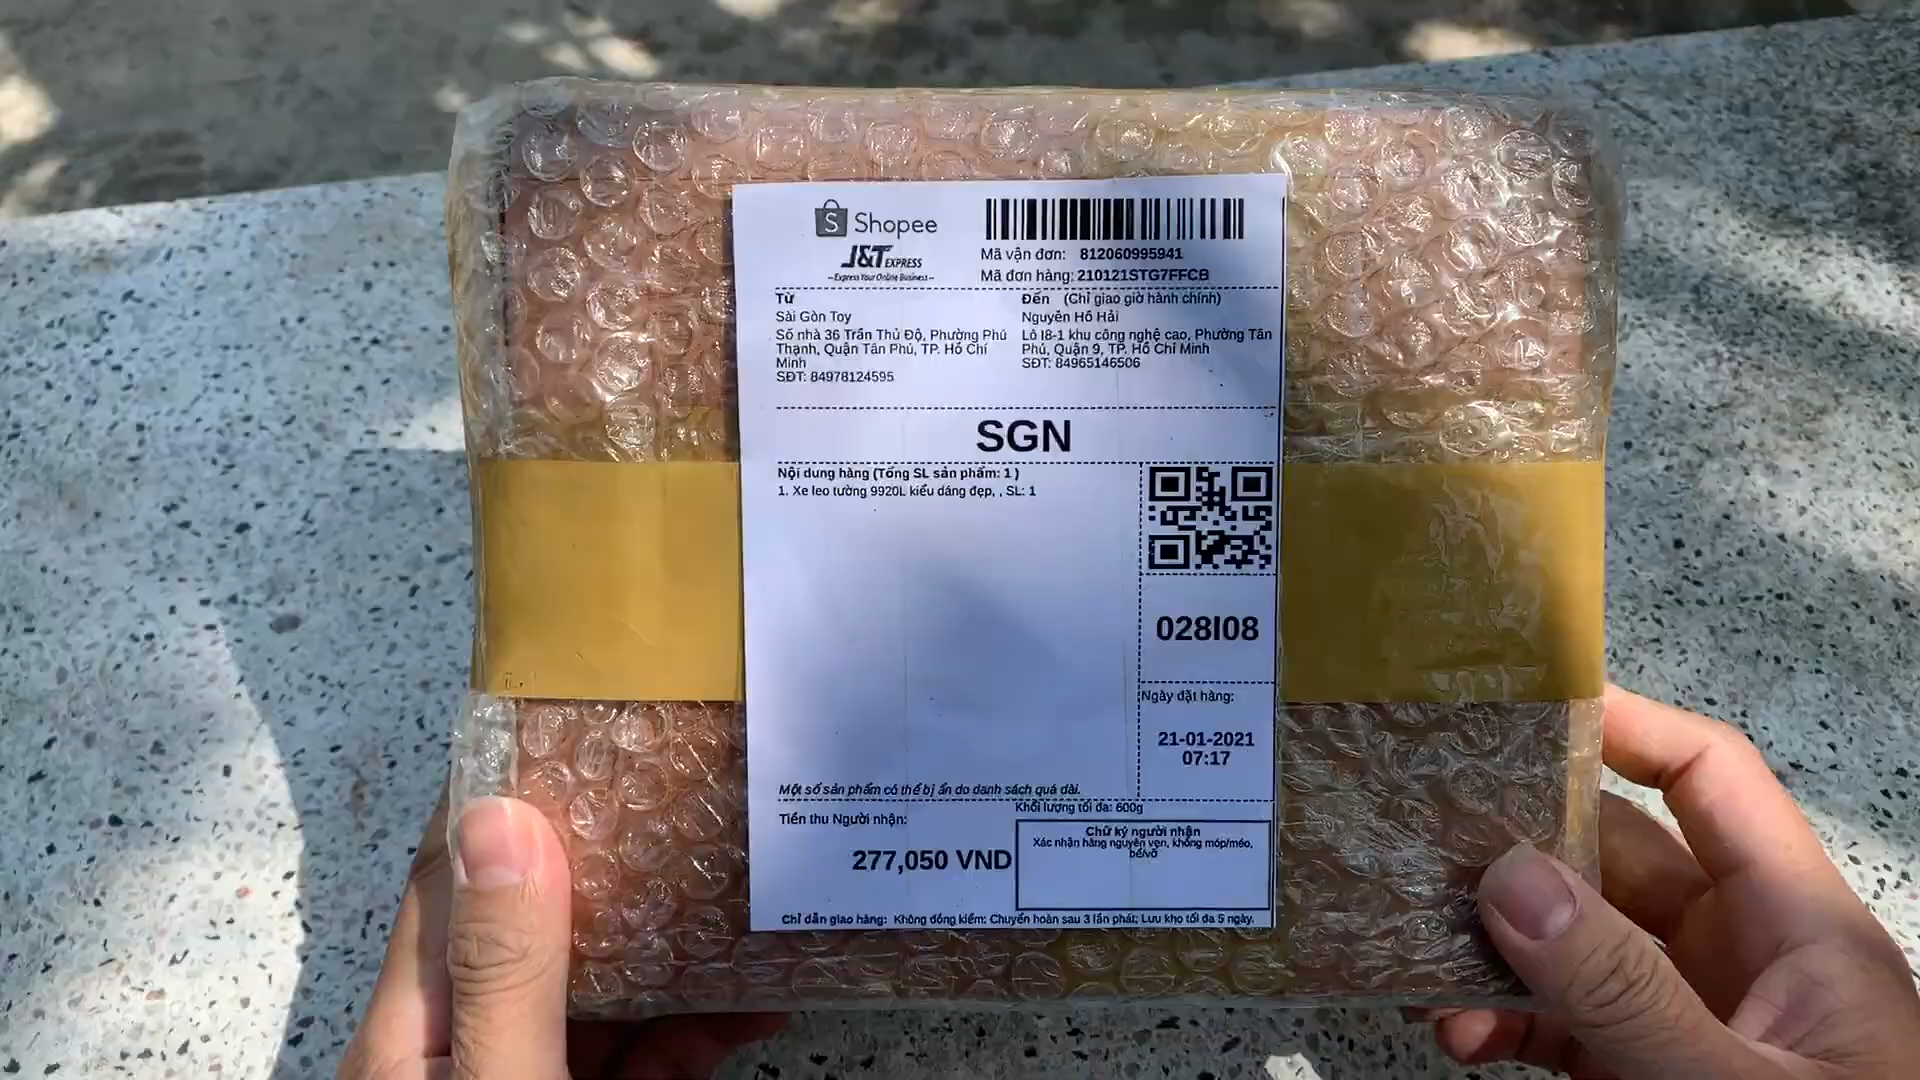 Shopee
J&T EXPRESS
–Express Your Online Business–
Mã vận đơn: 812060995941
Mã đơn hàng: 210121STG7FFCB
Từ
Sài Gòn Toy
Số nhà 36 Trần Thủ Độ, Phường Phú
Thạnh, Quận Tân Phú, TP. Hồ Chí
Minh
SĐT: 84978124595
Đến (Chỉ giao giờ hành chính)
Nguyên Hồ Hải
Lô I8-1 khu công nghệ cao, Phường Tân
Phú, Quận 9, TP. Hồ Chí Minh
SĐT: 84965146506
SGN
Nội dung hàng (Tổng SL sản phẩm: 1 )
1. Xe leo tường 9920L kiểu dáng đẹp, , SL: 1
028I08
Ngày đặt hàng:
21-01-2021
07:17
Một số sản phẩm có thể bị ẩn do danh sách quá dài.
Khối lượng tối đa: 600g
Tiền thu Người nhận:
277,050 VND
Chữ ký người nhận
Xác nhận hàng nguyên vẹn, không móp/méo,
bể/vỡ
Chỉ dẫn giao hàng: Không đồng kiểm; Chuyển hoàn sau 3 lần phát; Lưu kho tối đa 5 ngày.